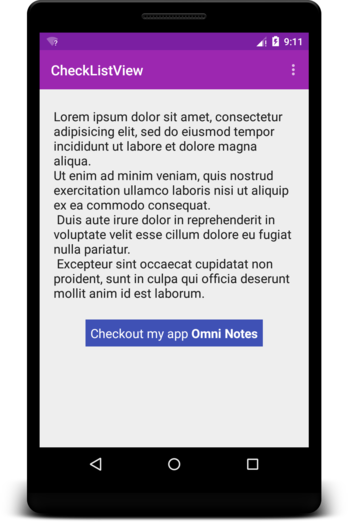 9:11
CheckListView
Lorem ipsum dolor sit amet, consectetur
adipisicing elit, sed do eiusmod tempor
incididunt ut labore et dolore magna
aliqua.
Ut enim ad minim veniam, quis nostrud
exercitation ullamco laboris nisi ut aliquip
ex ea commodo consequat.
Duis aute irure dolor in reprehenderit in
voluptate velit esse cillum dolore eu fugiat
nulla pariatur.
Excepteur sint occaecat cupidatat non
proident, sunt in culpa qui officia deserunt
mollit anim id est laborum.
Checkout my app Omni Notes